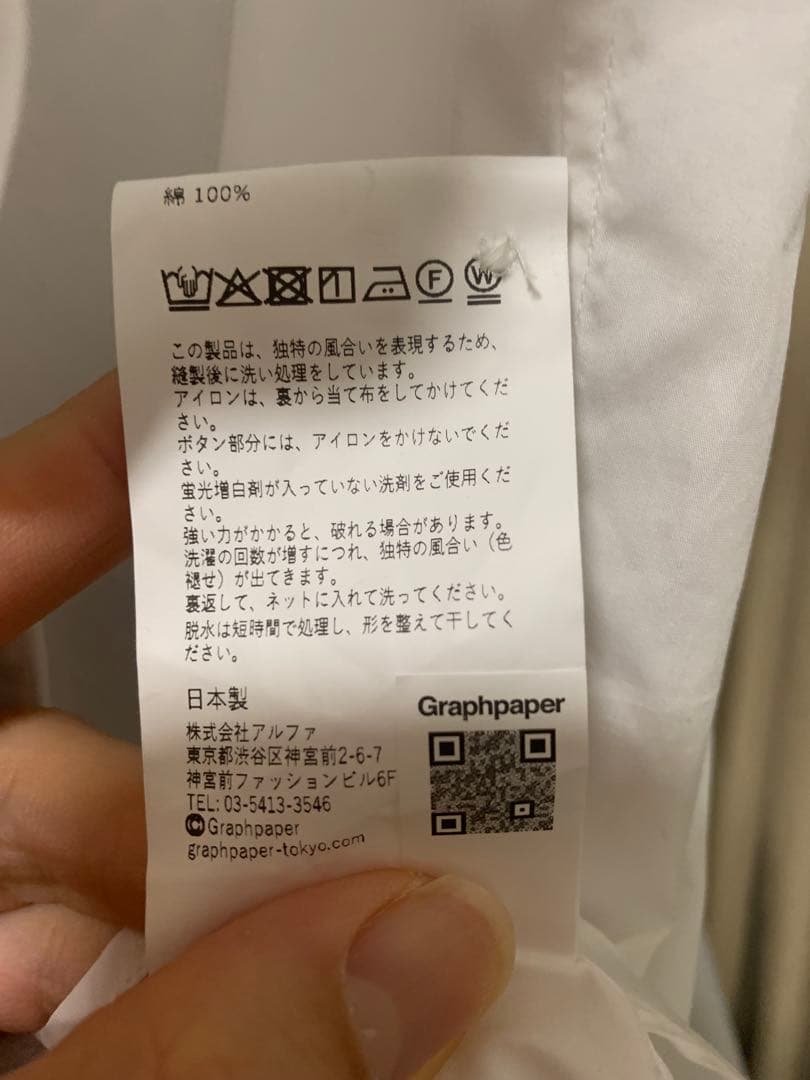 綿 100%
F W
この製品は、独特の風合いを表現するため、
縫製後に洗い処理をしています。
アイロンは、裏から当て布をしてかけてくだ
さい。
ボタン部分には、アイロンをかけないでくだ
さい。
蛍光増白剤が入っていない洗剤をご使用くだ
さい。
強い力がかかると、破れる場合があります。
洗濯の回数が増すにつれ、独特の風合い（色
褪せ）が出てきます。
裏返して、ネットに入れて洗ってください。
脱水は短時間で処理し、形を整えて干してく
ださい。
日本製
株式会社アルファ
東京都渋谷区神宮前2-6-7
神宮前ファッションビル6F
TEL: 03-5413-3546
©Graphpaper
graphpaper-tokyo.com
Graphpaper